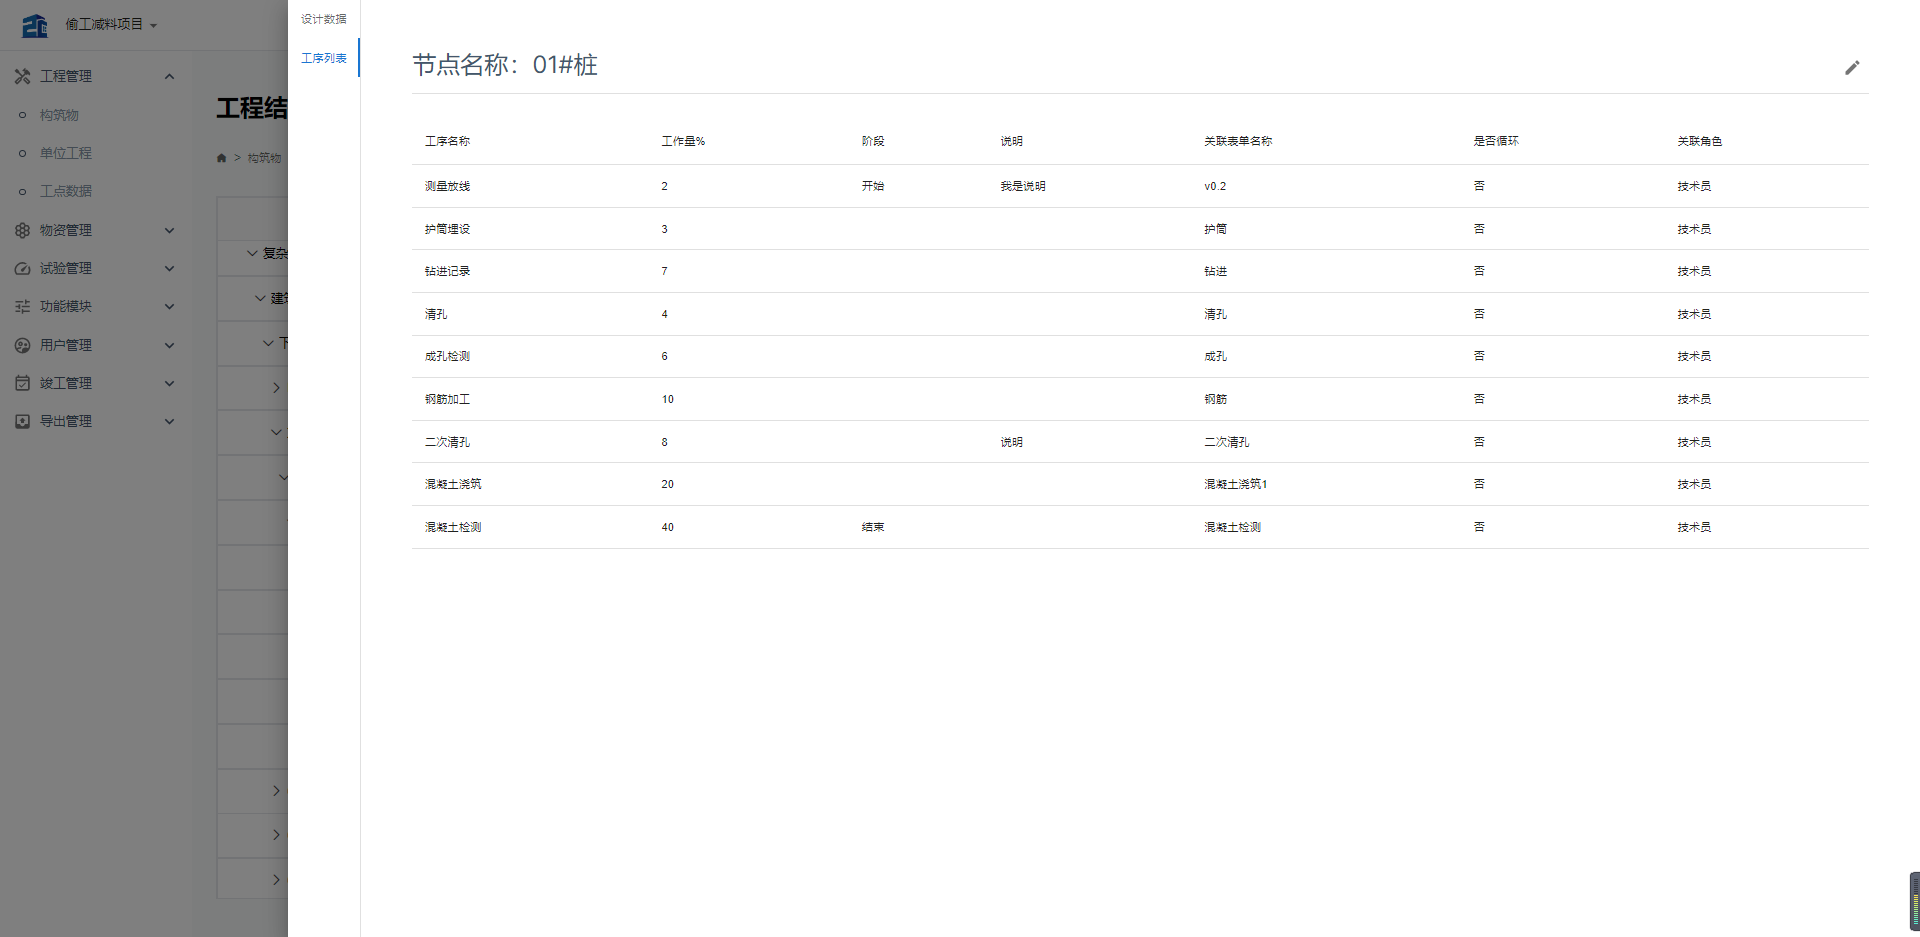 偷工减料项目
工程管理
构筑物
单位工程
工点数据
物资管理
试验管理
功能模块
用户管理
竣工管理
导出管理
工程结
> 构筑物
复杂
建筑
下
设计数据
工序列表
节点名称：01#桩
工序名称 工作量% 阶段 说明 关联表单名称 是否循环 关联角色
测量放线 2 开始 我是说明 v0.2 否 技术员
护筒埋设 3 护筒 否 技术员
钻进记录 7 钻进 否 技术员
清孔 4 清孔 否 技术员
成孔检测 6 成孔 否 技术员
钢筋加工 10 钢筋 否 技术员
二次清孔 8 说明 二次清孔 否 技术员
混凝土浇筑 20 混凝土浇筑1 否 技术员
混凝土检测 40 结束 混凝土检测 否 技术员